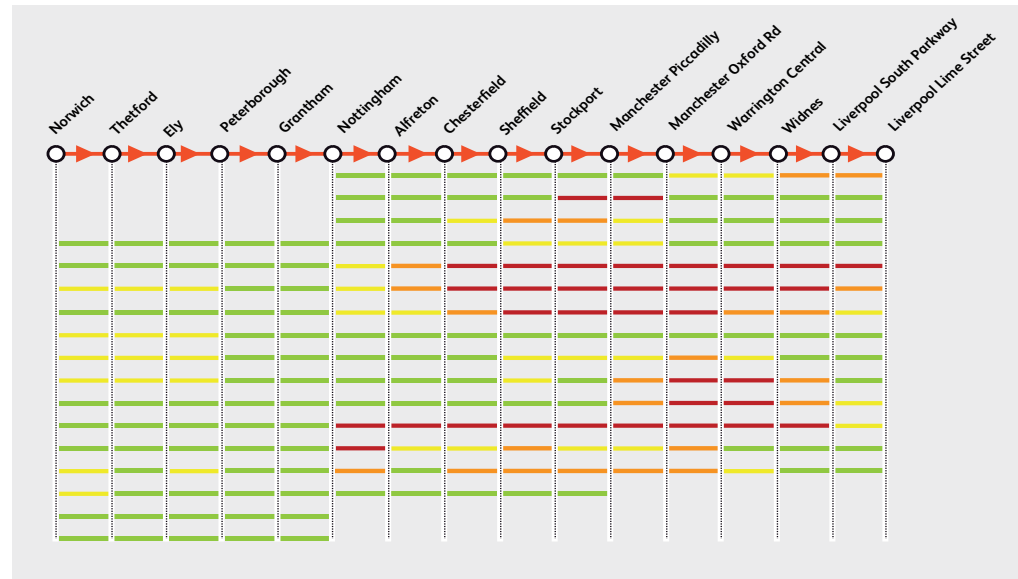 Norwich
Thetford
Ely
Peterborough
Grantham
Nottingham
Alfreton
Chesterfield
Sheffield
Stockport
Manchester Piccadilly
Manchester Oxford Rd
Warrington Central
Widnes
Liverpool South Parkway
Liverpool Lime Street